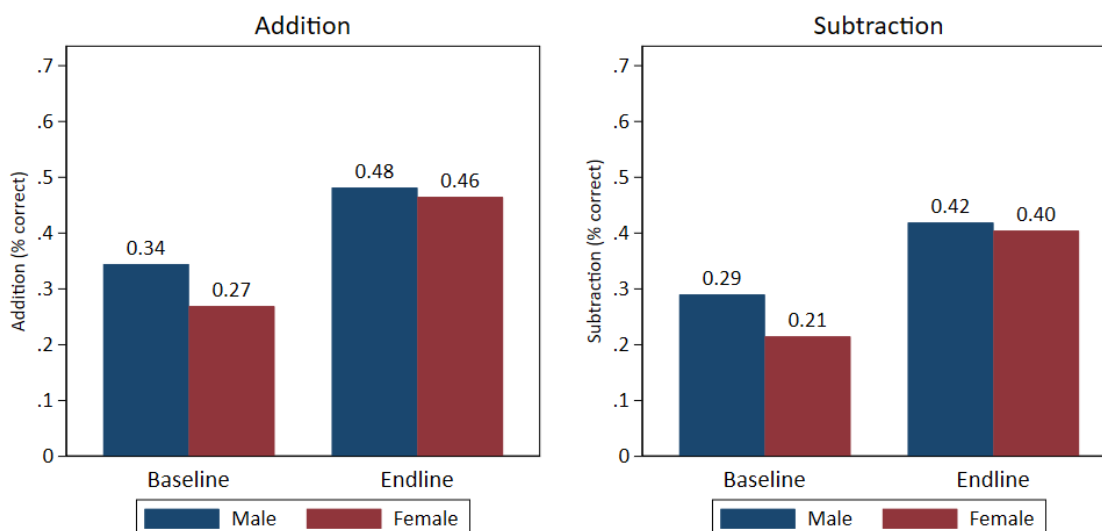 Addition
Addition (% correct)
.7
.6
.5
.4
.3
.2
.1
0
0.34
0.27
0.48
0.46
Baseline
Endline
Male
Female
Subtraction
Subtraction (% correct)
.7
.6
.5
.4
.3
.2
.1
0
0.29
0.21
0.42
0.40
Baseline
Endline
Male
Female